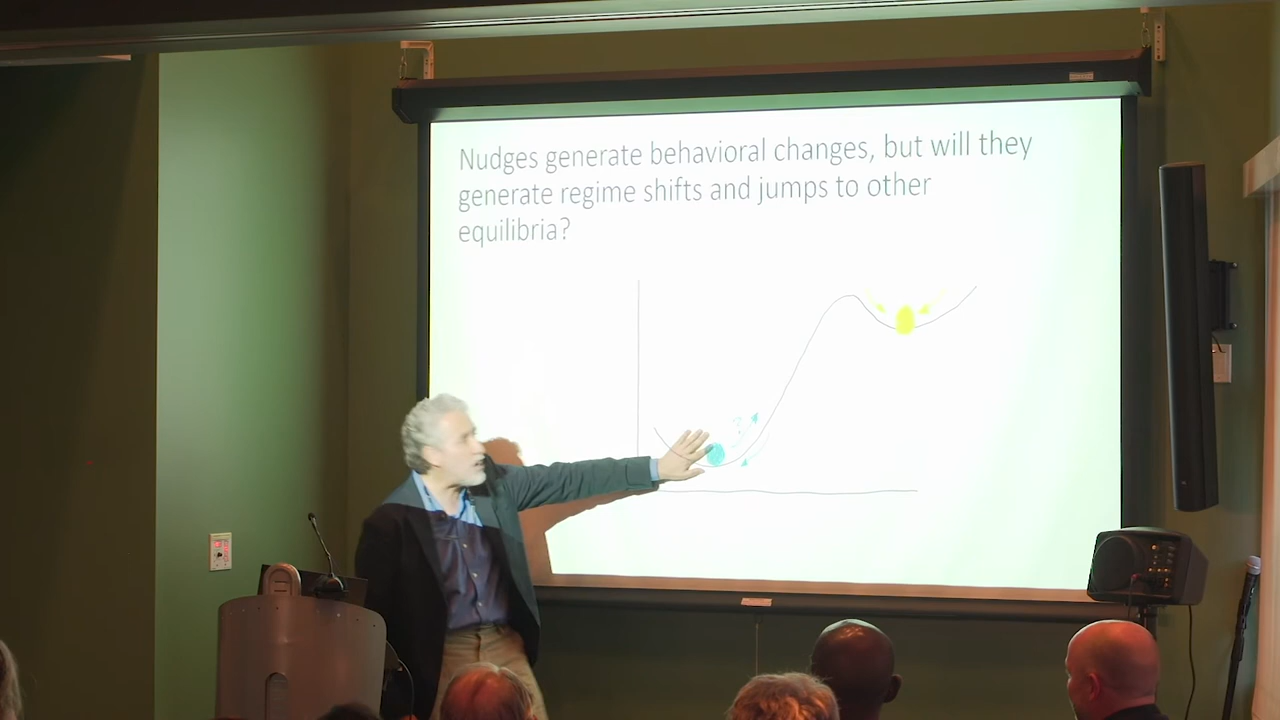 Nudges generate behavioral changes, but will they
generate regime shifts and jumps to other
equilibria?